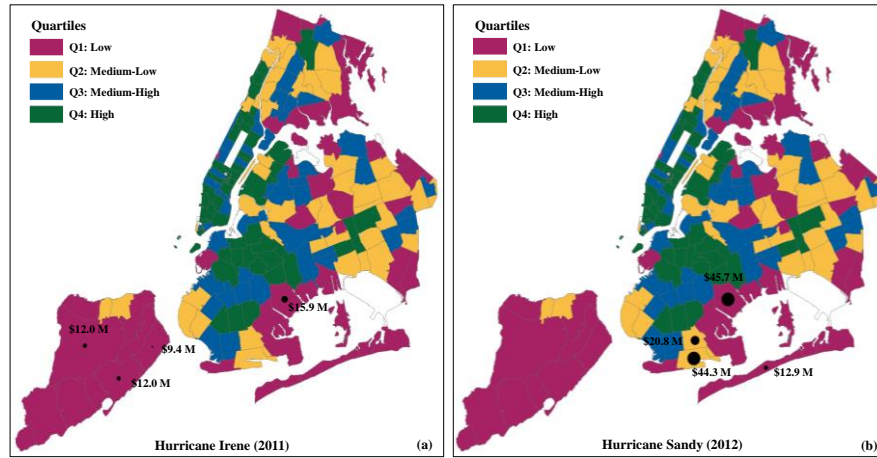 Quartiles
Q1: Low
Q2: Medium-Low
Q3: Medium-High
Q4: High
$15.9 M
$12.0 M
$9.4 M
$12.0 M
Hurricane Irene (2011)
(a)
Quartiles
Q1: Low
Q2: Medium-Low
Q3: Medium-High
Q4: High
$45.7 M
$20.8 M
$44.3 M
$12.9 M
Hurricane Sandy (2012)
(b)